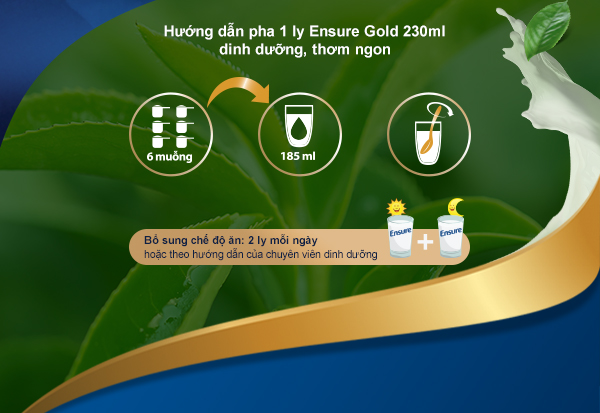 Hướng dẫn pha 1 ly Ensure Gold 230ml
dinh dưỡng, thơm ngon
6 muỗng
185 ml
Bổ sung chế độ ăn: 2 ly mỗi ngày
hoặc theo hướng dẫn của chuyên viên dinh dưỡng
Ensure + Ensure